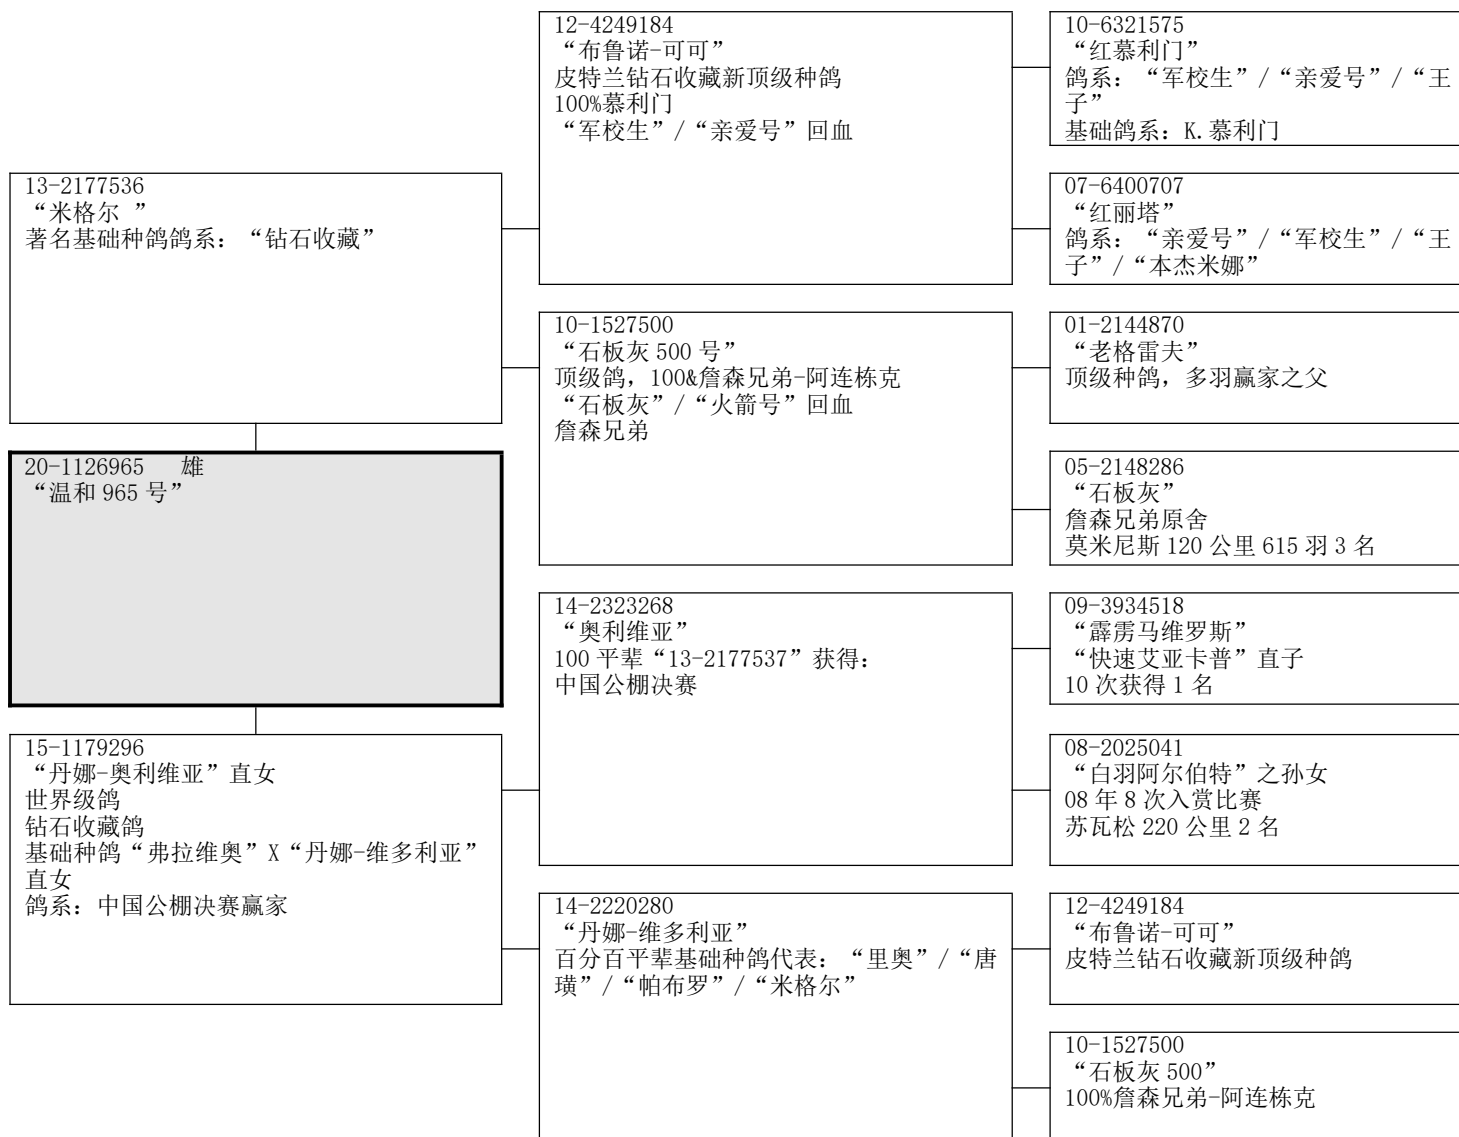 12-4249184
“布鲁诺-可可”
皮特兰钻石收藏新顶级种鸽
100%慕利门
“军校生”/“亲爱号”回血
10-6321575
“红慕利门”
鸽系：“军校生”/“亲爱号”/“王
子”
基础鸽系：K.慕利门
13-2177536
“米格尔 ”
著名基础种鸽鸽系：“钻石收藏”
07-6400707
“红丽塔”
鸽系：“亲爱号”/“军校生”/“王
子”/“本杰米娜”
10-1527500
“石板灰 500 号”
顶级鸽，100&詹森兄弟-阿连栋克
“石板灰”/“火箭号”回血
詹森兄弟
01-2144870
“老格雷夫”
顶级种鸽，多羽赢家之父
20-1126965 雄
“温和 965 号”
05-2148286
“石板灰”
詹森兄弟原舍
莫米尼斯 120 公里 615 羽 3 名
14-2323268
“奥利维亚”
100 平辈“13-2177537”获得：
中国公棚决赛
09-3934518
“霹雳马维罗斯”
“快速艾亚卡普”直子
10 次获得 1 名
15-1179296
“丹娜-奥利维亚”直女
世界级鸽
钻石收藏鸽
基础种鸽“弗拉维奥”X“丹娜-维多利亚”
直女
鸽系：中国公棚决赛赢家
08-2025041
“白羽阿尔伯特”之孙女
08 年 8 次入赏比赛
苏瓦松 220 公里 2 名
14-2220280
“丹娜-维多利亚”
百分百平辈基础种鸽代表：“里奥”/“唐
璜”/“帕布罗”/“米格尔”
12-4249184
“布鲁诺-可可”
皮特兰钻石收藏新顶级种鸽
10-1527500
“石板灰 500”
100%詹森兄弟-阿连栋克